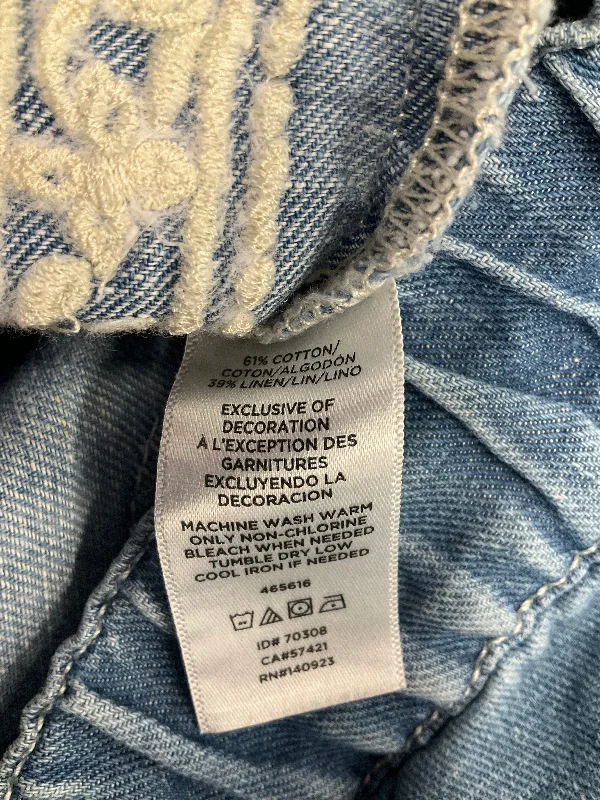 61% COTTON/
COTON/ALGODÓN
39% LINEN/LIN/LINO
EXCLUSIVE OF
DECORATION
À L'EXCEPTION DES
GARNITURES
EXCLUYENDO LA
DECORACION
MACHINE WASH WARM
ONLY NON-CHLORINE
BLEACH WHEN NEEDED
TUMBLE DRY LOW
COOL IRON IF NEEDED
465616
ID# 70308
CA#57421
RN#140923